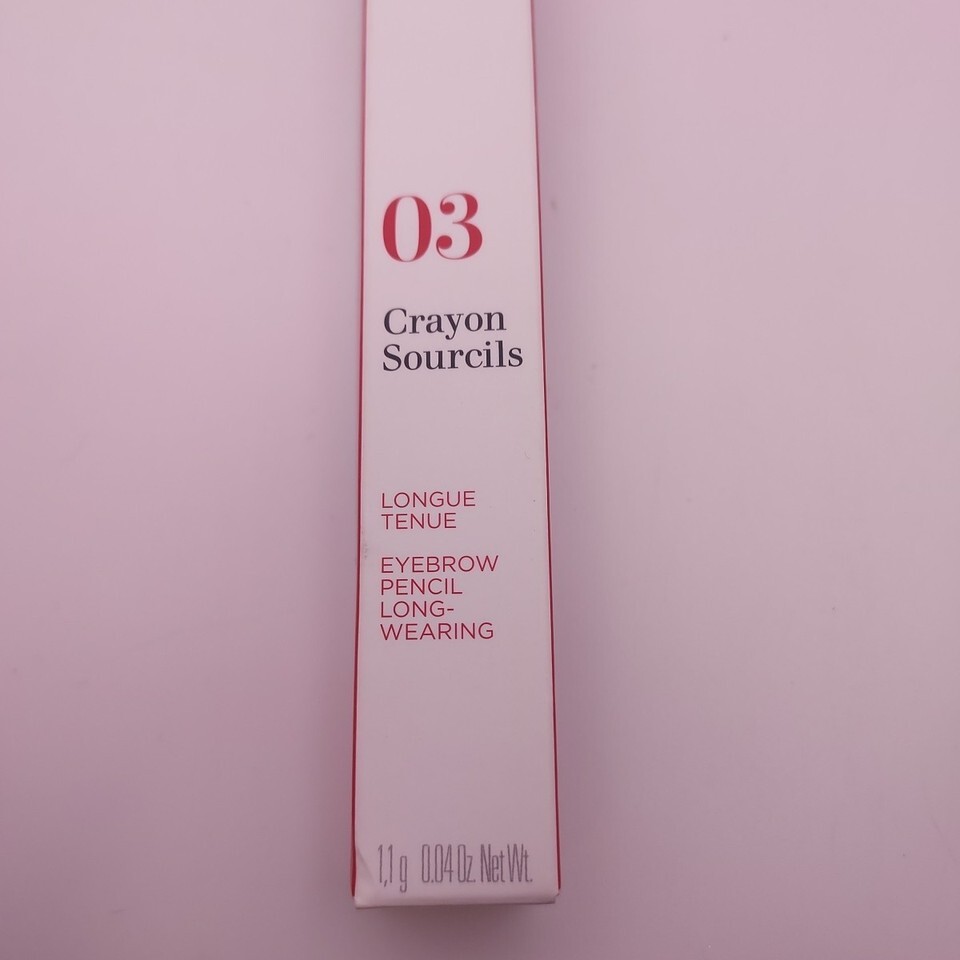 03
Crayon
Sourcils
LONGUE
TENUE
EYEBROW
PENCIL
LONG-
WEARING
1,1 g 0.04 Oz. Net Wt.